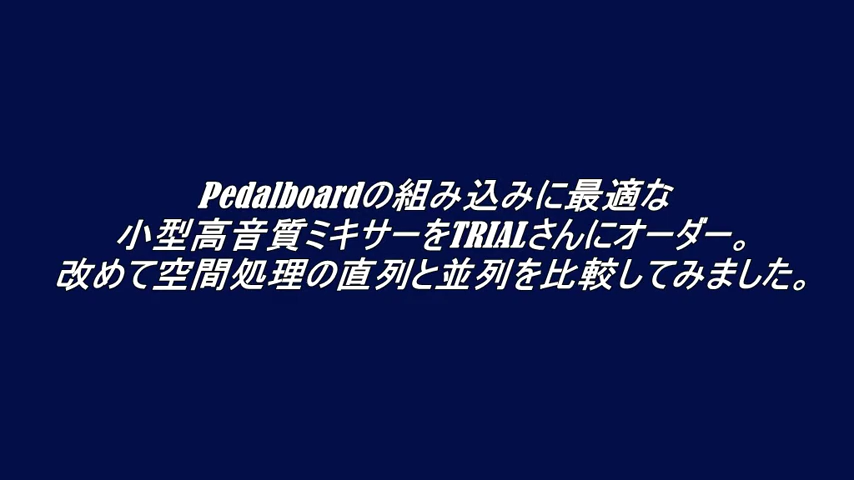 Pedalboardの組み込みに最適な
小型高音質ミキサーをTRIALさんにオーダー。
改めて空間処理の直列と並列を比較してみました。